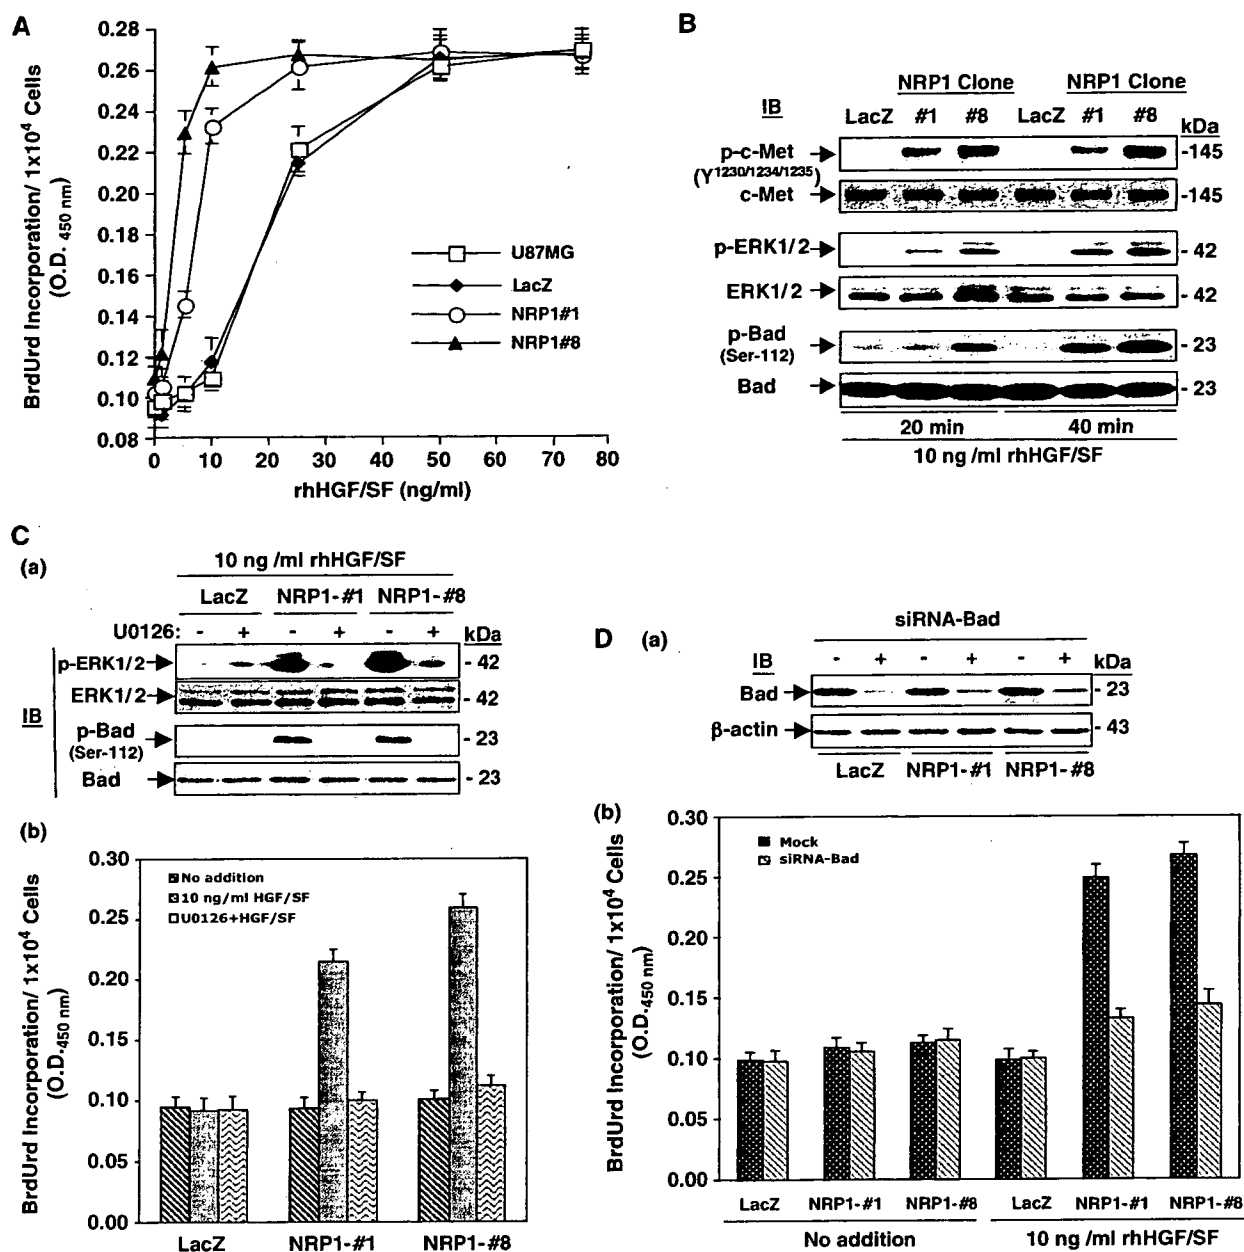 A
0.28
0.26
0.24
0.22
0.20
0.18
0.16
0.14
0.12
0.10
0.08
BrdUrd Incorporation/ 1x10⁴ Cells
(O.D. 450 nm)
U87MG
LacZ
NRP1#1
NRP1#8
0 10 20 30 40 50 60 70 80
rhHGF/SF (ng/ml)
B
NRP1 Clone NRP1 Clone
IB LacZ #1 #8 LacZ #1 #8 kDa
p-c-Met -145
(Y1230/1234/1235)
c-Met -145
p-ERK1/2 - 42
ERK1/2 - 42
p-Bad - 23
(Ser-112)
Bad - 23
20 min 40 min
10 ng /ml rhHGF/SF
C
(a)
10 ng /ml rhHGF/SF
LacZ NRP1-#1 NRP1-#8
U0126: - + - + - + kDa
IB
p-ERK1/2 - 42
ERK1/2 - 42
p-Bad - 23
(Ser-112)
Bad - 23
(b)
0.30
0.25
0.20
0.15
0.10
0.05
0.00
BrdUrd Incorporation/ 1x10⁴ Cells
(O.D.450 nm)
No addition
10 ng/ml HGF/SF
U0126+HGF/SF
LacZ NRP1-#1 NRP1-#8
D (a)
siRNA-Bad
IB - + - + - + kDa
Bad - 23
β-actin - 43
LacZ NRP1-#1 NRP1-#8
(b)
0.30
0.25
0.20
0.15
0.10
0.05
0.00
BrdUrd Incorporation/ 1x10⁴ Cells
(O.D.450 nm)
Mock
siRNA-Bad
LacZ NRP1-#1 NRP1-#8 LacZ NRP1-#1 NRP1-#8
No addition 10 ng /ml rhHGF/SF